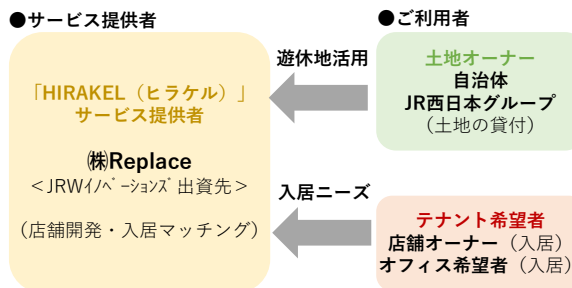 ●サービス提供者
「HIRAKEL（ヒラケル）」
サービス提供者
㈱Replace
＜JRWｲﾉﾍﾞｰｼｮﾝｽﾞ出資先＞
（店舗開発・入居マッチング）
遊休地活用
入居ニーズ
●ご利用者
土地オーナー
自治体
JR西日本グループ
（土地の貸付）
テナント希望者
店舗オーナー（入居）
オフィス希望者（入居）